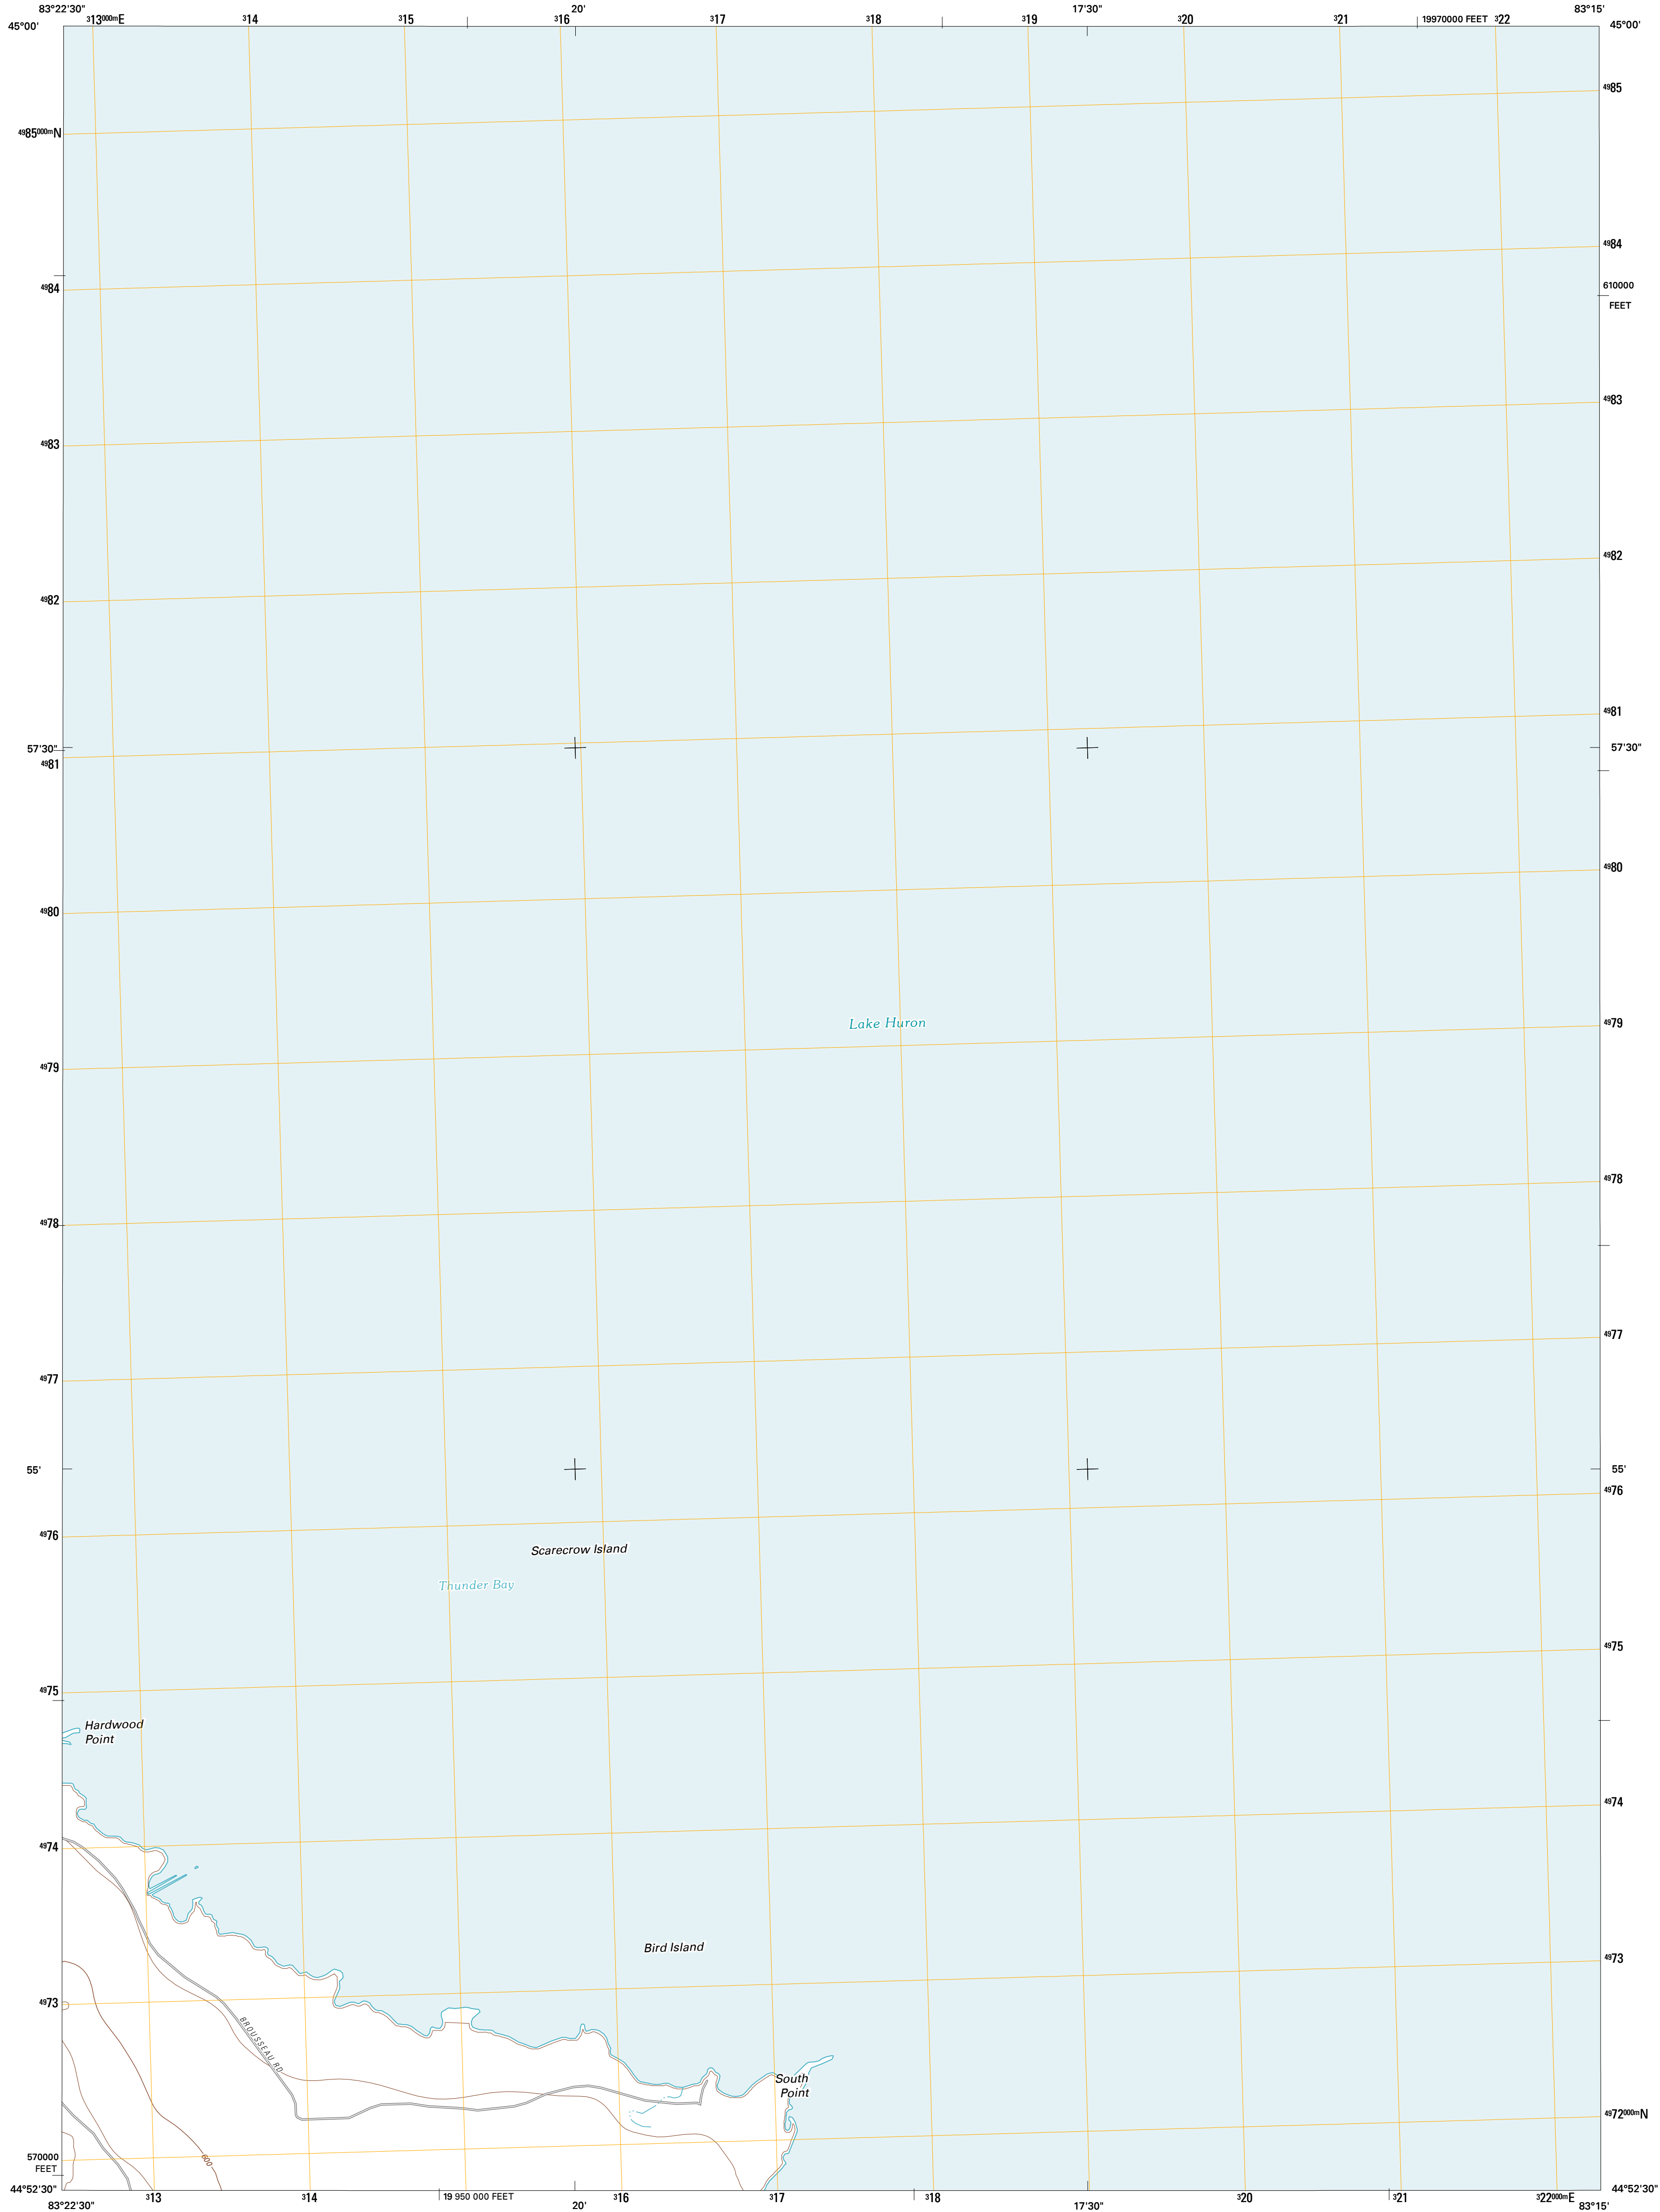 83°22'30" 20' 17'30" 83°15'
313000mE 314 315 316 317 318 319 320 321 19970000 FEET 322
45°00' 45°00'
4985
4985000mN
4984
4984
610000
FEET
4983
4983
4982
4982
4981
57'30" 57'30"
4981
4980
4980
Lake Huron
4979
4979
4978
4978
4977
4977
55' 55'
4976
4976
Scarecrow Island
Thunder Bay
4975
4975
Hardwood
Point
4974
4974
Bird Island
4973
4973
BROUSSEAU RD
South
Point
4972000mN
600
570000
FEET
44°52'30" 44°52'30"
313 314 19 950 000 FEET 316 317 318 320 321 322000mE
83°22'30" 20' 17'30" 83°15'